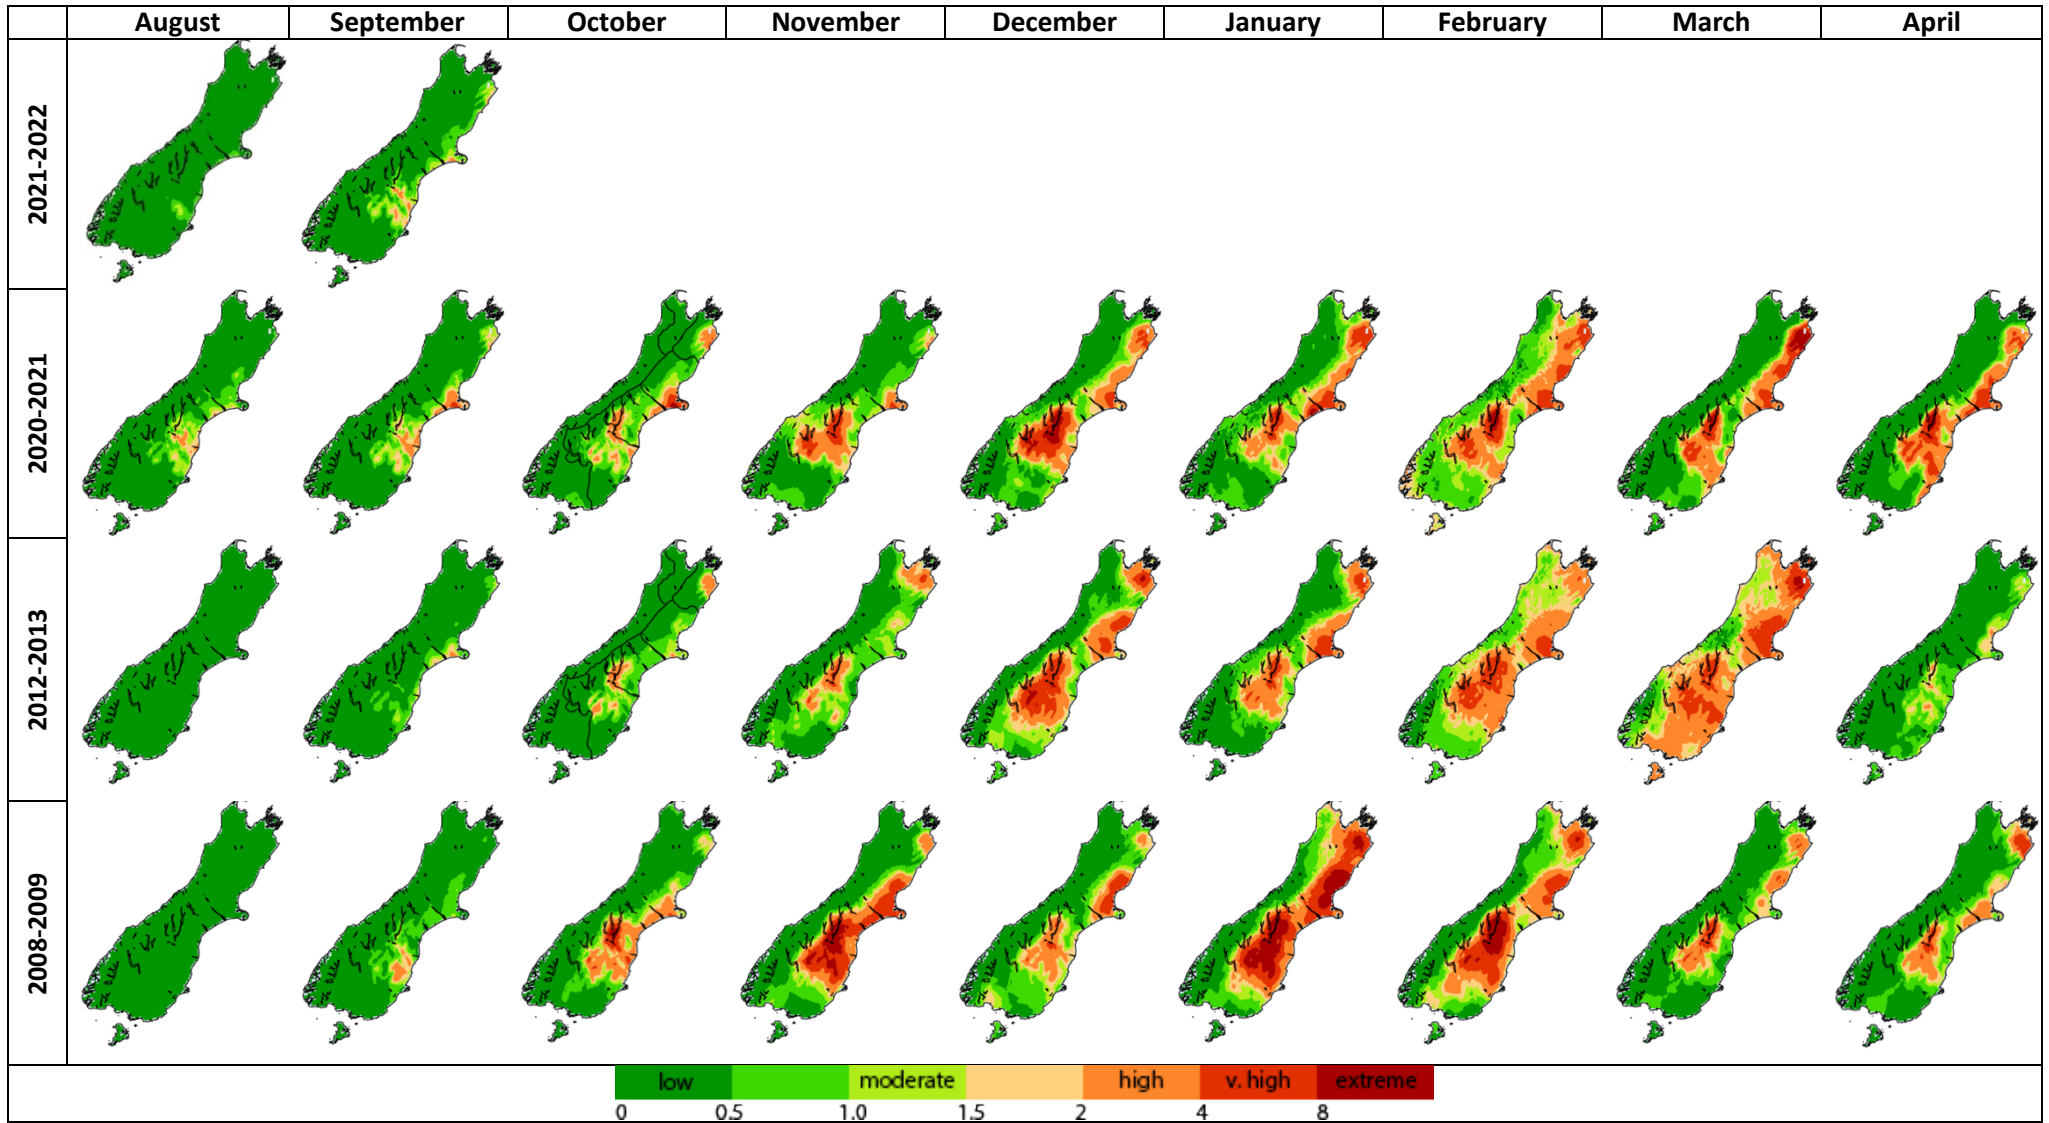 August September October November December January February March April
2021-2022
2020-2021
2012-2013
2008-2009
low moderate high v. high extreme
0 0.5 1.0 1.5 2 4 8